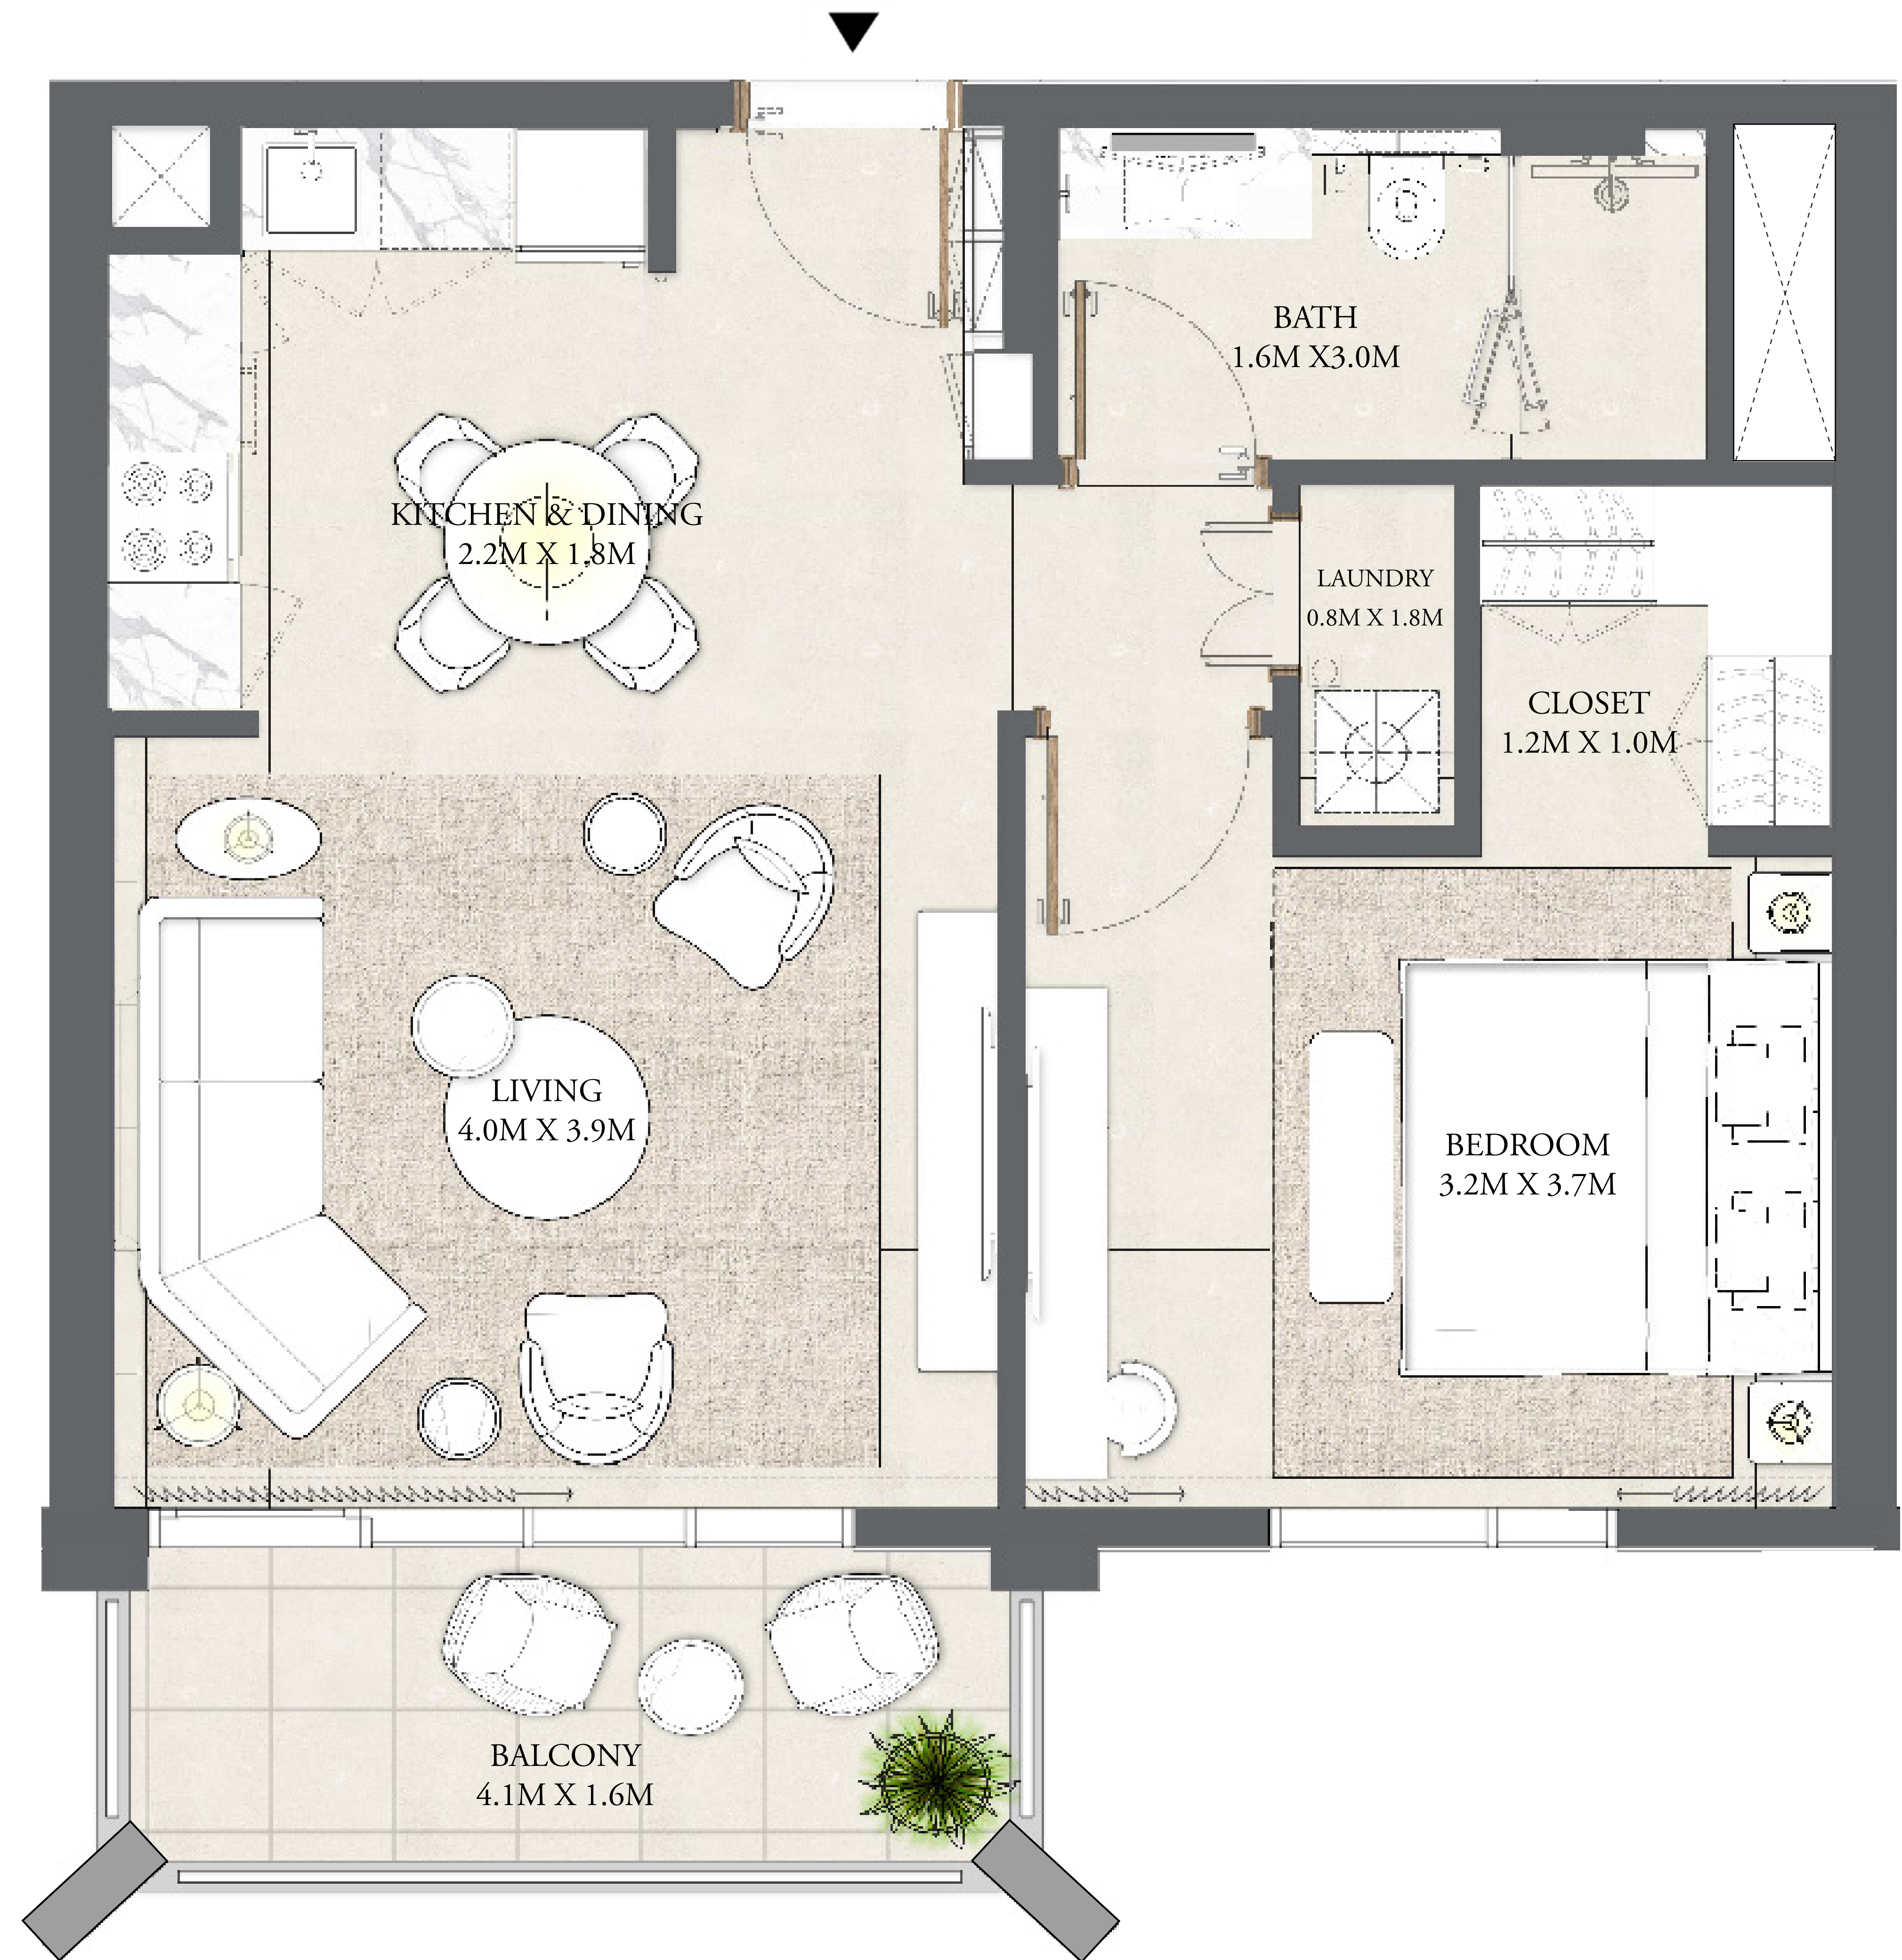 BATH
1.6M X3.0M
KITCHEN & DINING
2.2M X 1.8M
LAUNDRY
0.8M X 1.8M
CLOSET
1.2M X 1.0M
LIVING
4.0M X 3.9M
BEDROOM
3.2M X 3.7M
BALCONY
4.1M X 1.6M